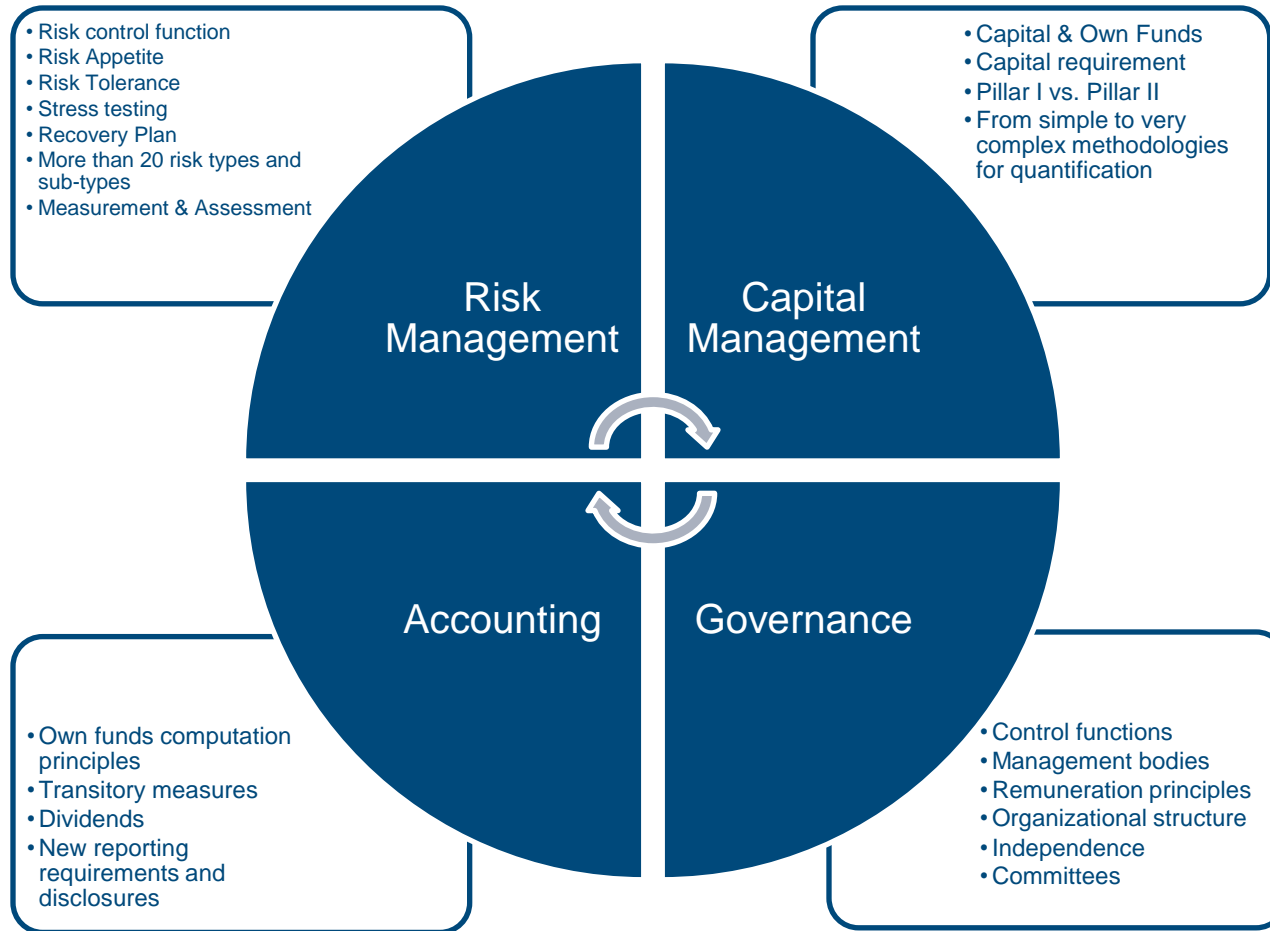 • Risk control function
• Risk Appetite
• Risk Tolerance
• Stress testing
• Recovery Plan
• More than 20 risk types and
sub-types
• Measurement & Assessment
• Capital & Own Funds
• Capital requirement
• Pillar I vs. Pillar II
• From simple to very
complex methodologies
for quantification
Risk
Management
Capital
Management
Accounting
Governance
• Own funds computation
principles
• Transitory measures
• Dividends
• New reporting
requirements and
disclosures
• Control functions
• Management bodies
• Remuneration principles
• Organizational structure
• Independence
• Committees